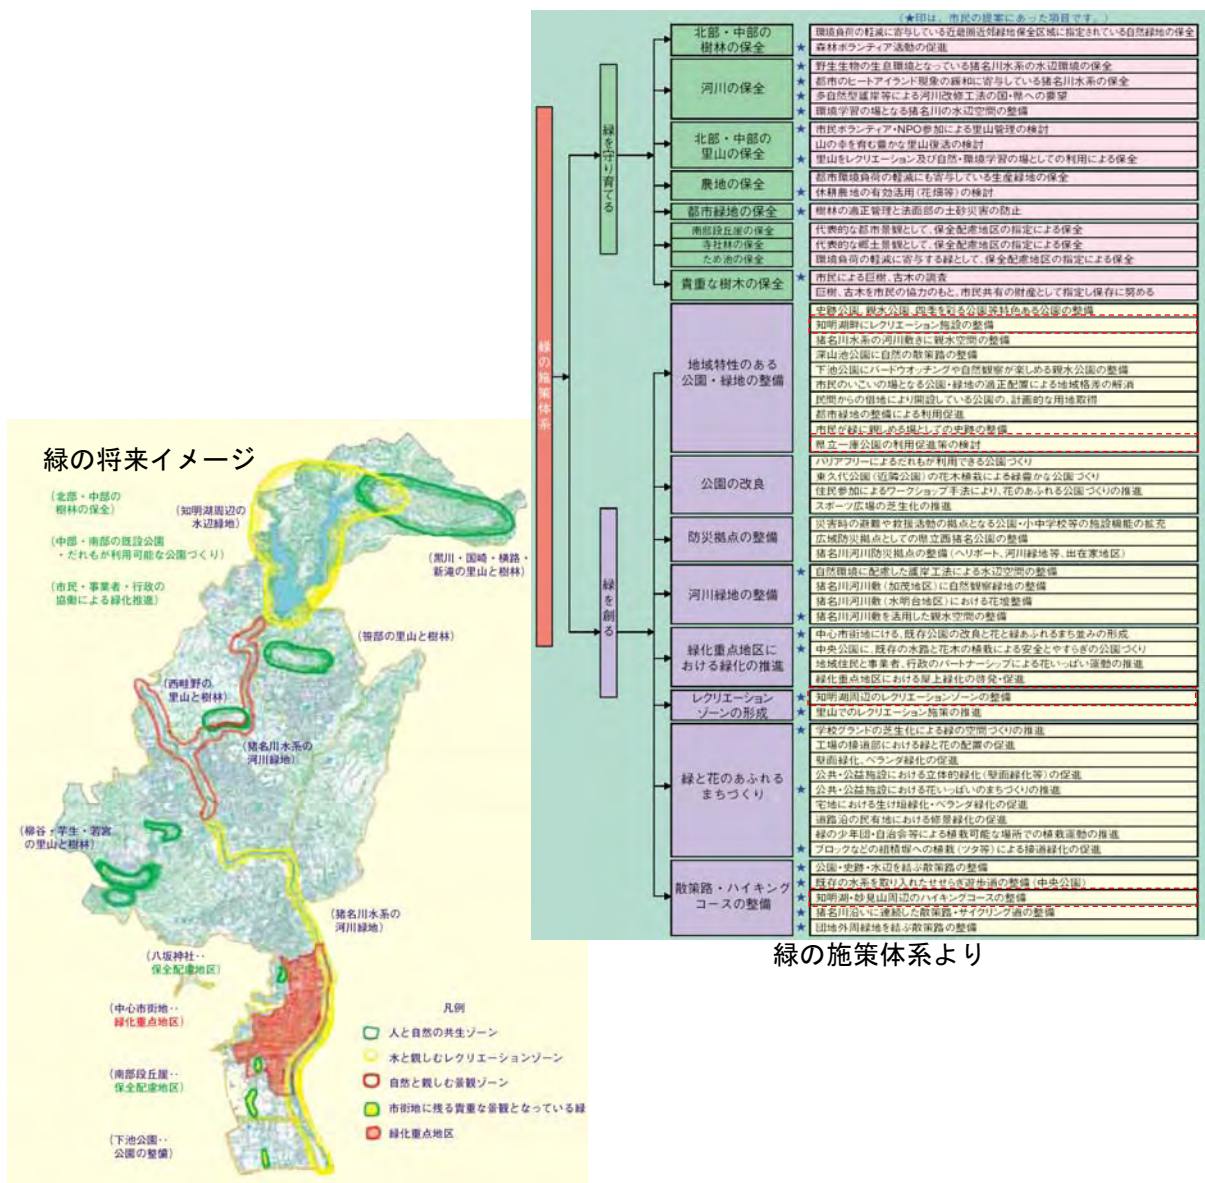 (★印は、市民の提案にあった項目です。)
緑の施策体系
緑を守り育てる
北部・中部の
樹林の保全
環境負荷の軽減に寄与している近畿圏近郊緑地保全区域に指定されている自然緑地の保全
★ 森林ボランティア活動の促進
河川の保全
★ 野生生物の生息環境となっている猪名川水系の水辺環境の保全
★ 都市のヒートアイランド現象の緩和に寄与している猪名川水系の保全
★ 多自然型護岸等による河川改修工法の国・県への要望
★ 環境学習の場となる猪名川の水辺空間の整備
北部・中部の
里山の保全
★ 市民ボランティア・NPO参加による里山管理の検討
山の幸を育む豊かな里山復活の検討
★ 里山をレクリエーション及び自然・環境学習の場としての利用による保全
農地の保全
都市環境負荷の軽減にも寄与している生産緑地の保全
★ 休耕農地の有効活用(花畑等)の検討
都市緑地の保全
★ 樹林の適正管理と法面部の土砂災害の防止
南部段丘崖の保全
代表的な都市景観として、保全配慮地区の指定による保全
寺社林の保全
代表的な郷土景観として、保全配慮地区の指定による保全
ため池の保全
環境負荷の軽減に寄与する緑として、保全配慮地区の指定による保全
貴重な樹木の保全
★ 市民による巨樹、古木の調査
巨樹、古木を市民の協力のもと、市民共有の財産として指定し保存に努める
緑を創る
地域特性のある
公園・緑地の整備
史跡公園、親水公園、四季を彩る公園等特色ある公園の整備
知明湖畔にレクリエーション施設の整備
猪名川水系の河川敷きに親水空間の整備
深山池公園に自然の散策路の整備
下池公園にバードウオッチングや自然観察が楽しめる親水公園の整備
市民のいこいの場となる公園・緑地の適正配置による地域格差の解消
民間からの借地により開設している公園の、計画的な用地取得
都市緑地の整備による利用促進
市民が緑に親しめる場としての史跡の整備
県立一庫公園の利用促進策の検討
公園の改良
バリアフリーによるだれもが利用できる公園づくり
東久代公園(近隣公園)の花木植栽による緑豊かな公園づくり
住民参加によるワークショップ手法により、花のあふれる公園づくりの推進
スポーツ広場の芝生化の推進
防災拠点の整備
災害時の避難や救援活動の拠点となる公園・小中学校等の施設機能の拡充
広域防災拠点としての県立西猪名公園の整備
猪名川河川防災拠点の整備(ヘリポート、河川緑地等、出在家地区)
河川緑地の整備
★ 自然環境に配慮した護岸工法による水辺空間の整備
猪名川河川敷(加茂地区)に自然観察緑地の整備
猪名川河川敷(水明台地区)における花壇整備
★ 猪名川河川敷を活用した親水空間の整備
緑化重点地区に
おける緑化の推進
★ 中心市街地にける、既存公園の改良と花と緑あふれるまち並みの形成
★ 中央公園に、既存の水路と花木の植栽による安全とやすらぎの公園づくり
地域住民と事業者、行政のパートナーシップによる花いっぱい運動の推進
緑化重点地区における屋上緑化の啓発・促進
レクリエーション
ゾーンの形成
★ 知明湖周辺のレクリエーションゾーンの整備
★ 里山でのレクリエーション施策の推進
緑と花のあふれる
まちづくり
★ 学校グランドの芝生化による緑の空間づくりの推進
工場の接道部における緑と花の配置の促進
壁面緑化、ベランダ緑化の促進
公共・公益施設における立体的緑化(壁面緑化等)の促進
★ 公共・公益施設における花いっぱいのまちづくりの推進
宅地における生け垣緑化・ベランダ緑化の促進
道路沿の民有地における修景緑化の促進
緑の少年団・自治会等による植栽可能な場所での植栽運動の推進
★ ブロックなどの組積塀への植栽(ツタ等)による接道緑化の促進
散策路・ハイキング
コースの整備
★ 公園・史跡・水辺を結ぶ散策路の整備
★ 既存の水系を取り入れたせせらぎ遊歩道の整備(中央公園)
★ 知明湖・妙見山周辺のハイキングコースの整備
★ 猪名川沿いに連続した散策路・サイクリング道の整備
★ 団地外周緑地を結ぶ散策路の整備
緑の施策体系より
緑の将来イメージ
(北部・中部の
樹林の保全)
(中部・南部の既設公園
・だれもが利用可能な公園づくり)
(市民・事業者・行政の
協働による緑化推進)
(知明湖周辺の
水辺緑地)
(黒川・国崎・横路・
新滝の里山と樹林)
(笹部の里山と樹林)
(西畦野の
里山と樹林)
(猪名川水系の
河川緑地)
(柳谷・芋生・若宮
の里山と樹林)
(猪名川水系の
河川緑地)
(八坂神社‥
保全配慮地区)
(中心市街地‥
緑化重点地区)
(南部段丘崖‥
保全配慮地区)
(下池公園‥
公園の整備)
凡例
人と自然の共生ゾーン
水と親しむレクリエーションゾーン
自然と親しむ景観ゾーン
市街地に残る貴重な景観となっている緑
緑化重点地区